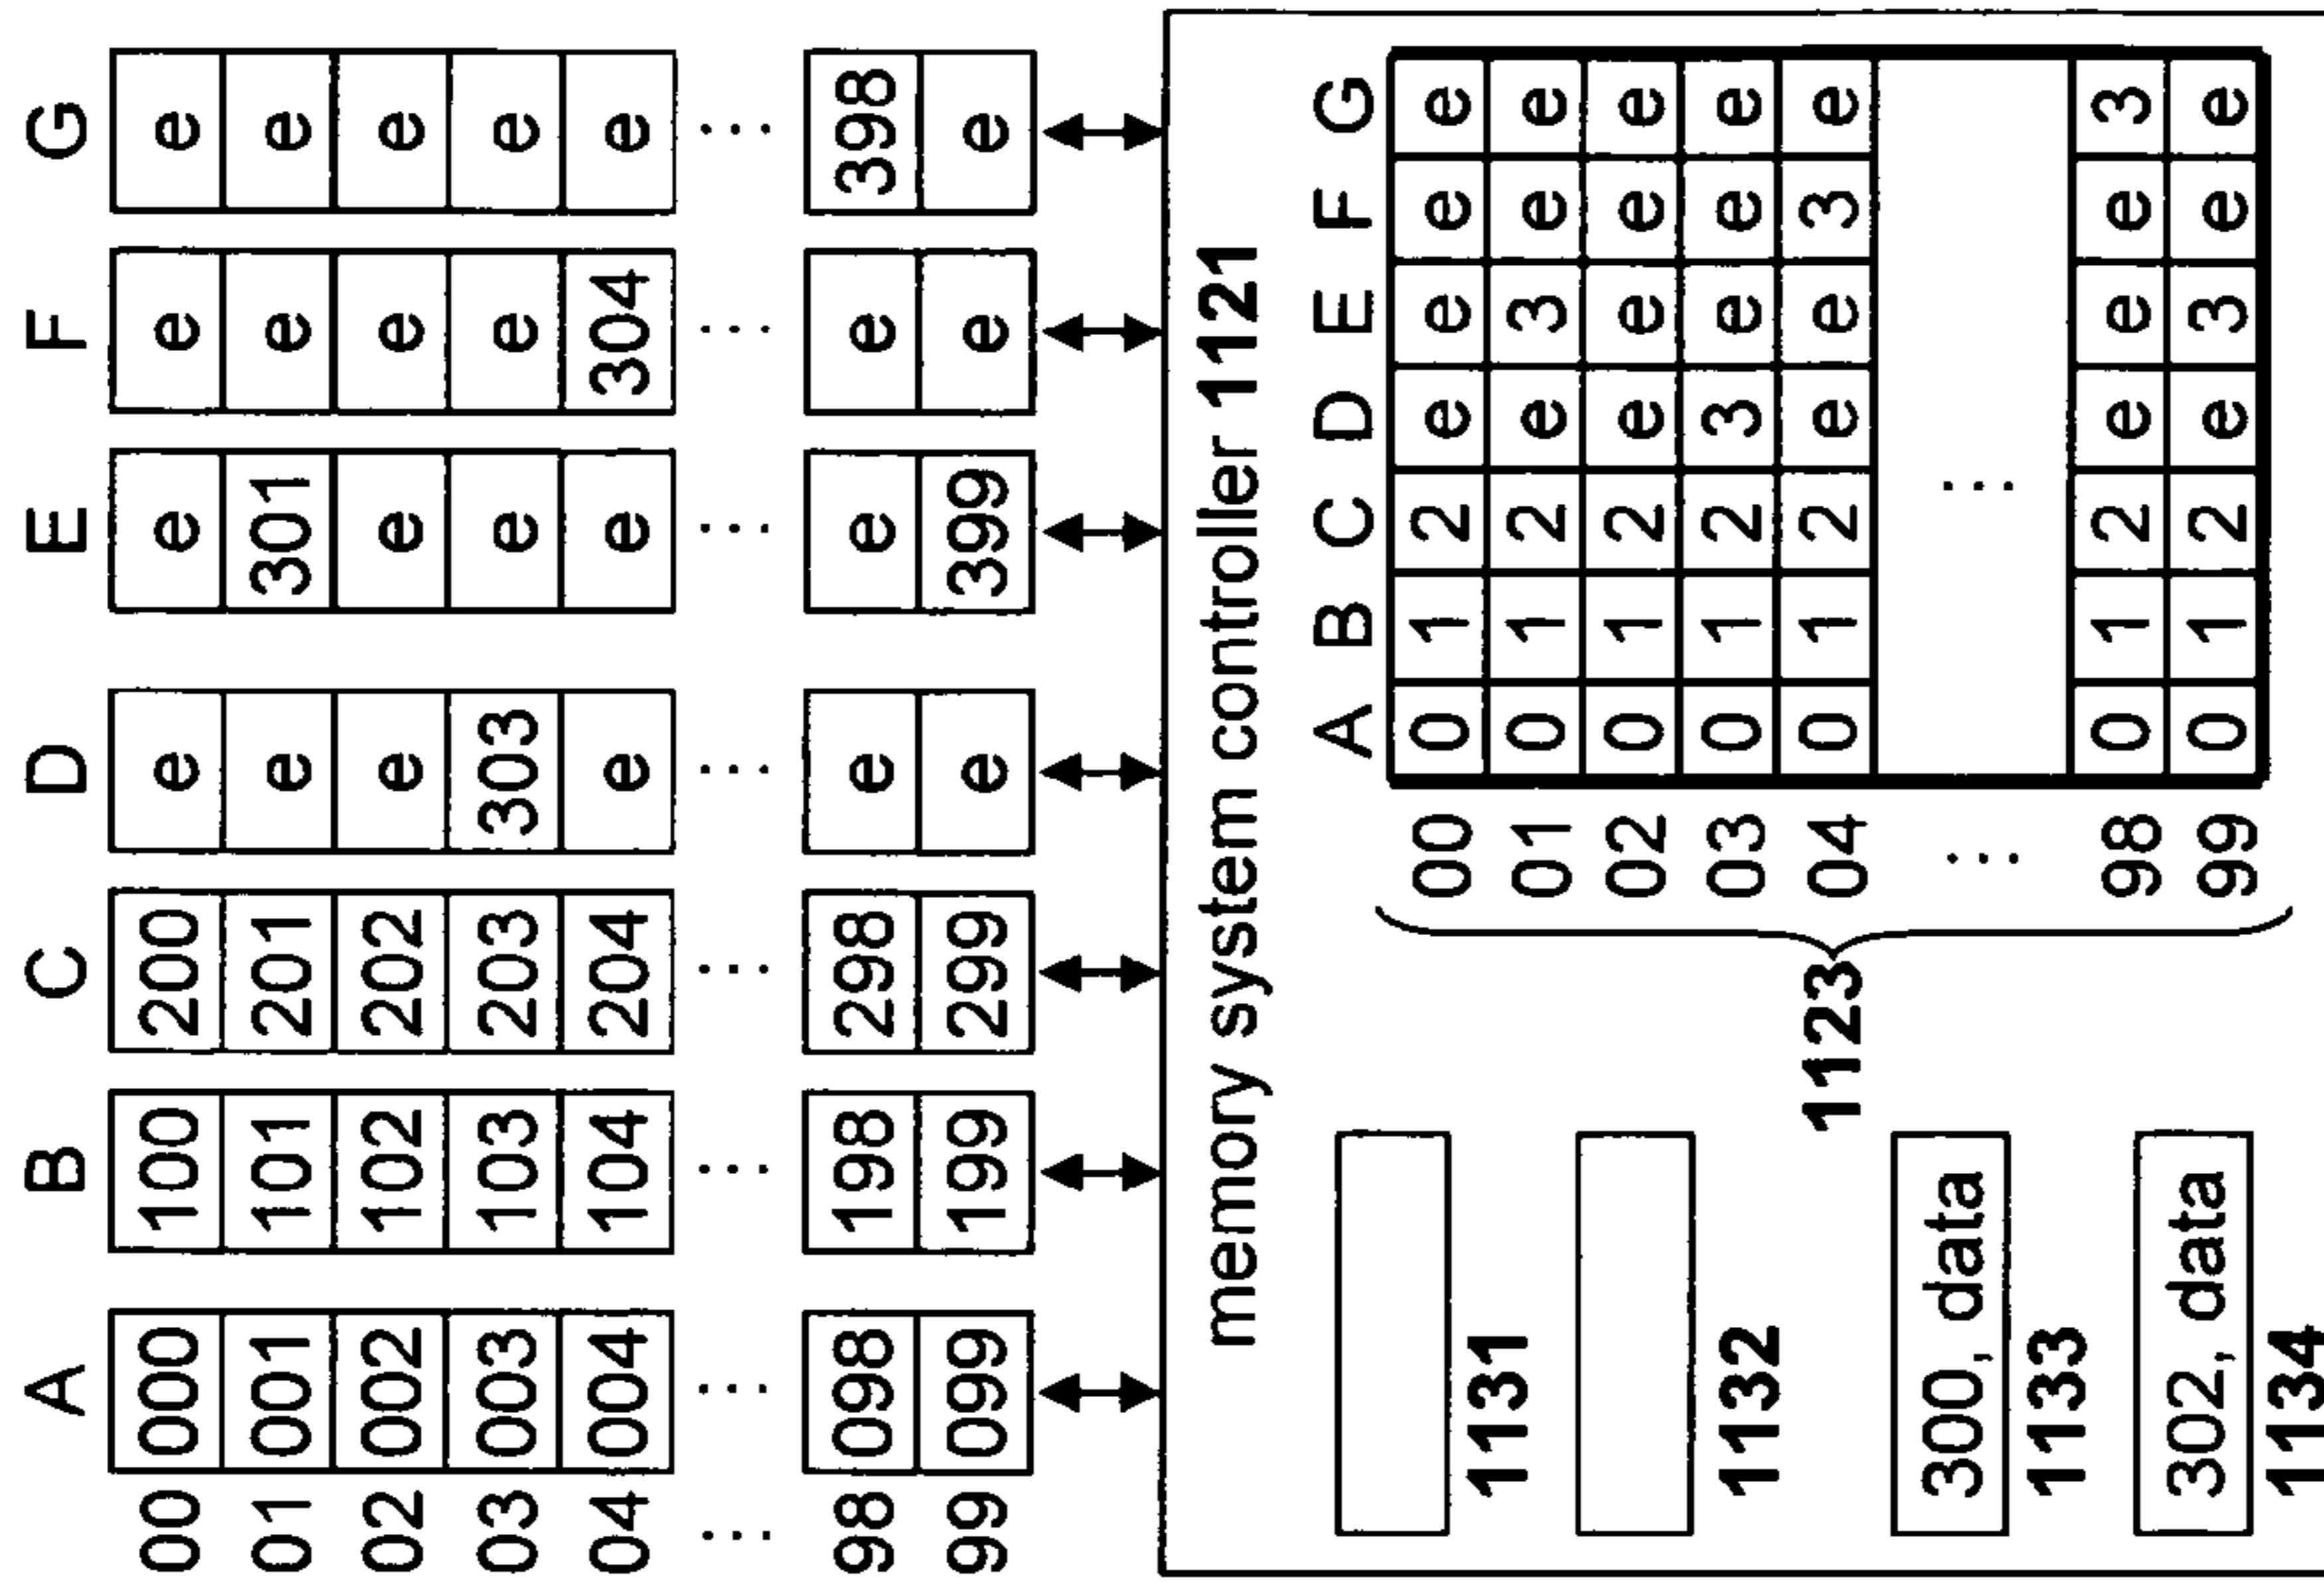 A B C D E F G
00 000 100 200 e e e e
01 001 101 201 e 301 e e
02 002 102 202 e e e e
03 003 103 203 303 e e e
04 004 104 204 e e 304 e
... ... ... ... ... ... ... ...
98 098 198 298 e e e 398
99 099 199 299 e 399 e e
memory system controller 1121
1131
1132
300, data
1133
302, data
1134
1123
A B C D E F G
00 0 1 2 e e e e
01 0 1 2 e 3 e e
02 0 1 2 e e e e
03 0 1 2 3 e e e
04 0 1 2 e e 3 e
... ...
98 0 1 2 e e e 3
99 0 1 2 e 3 e e